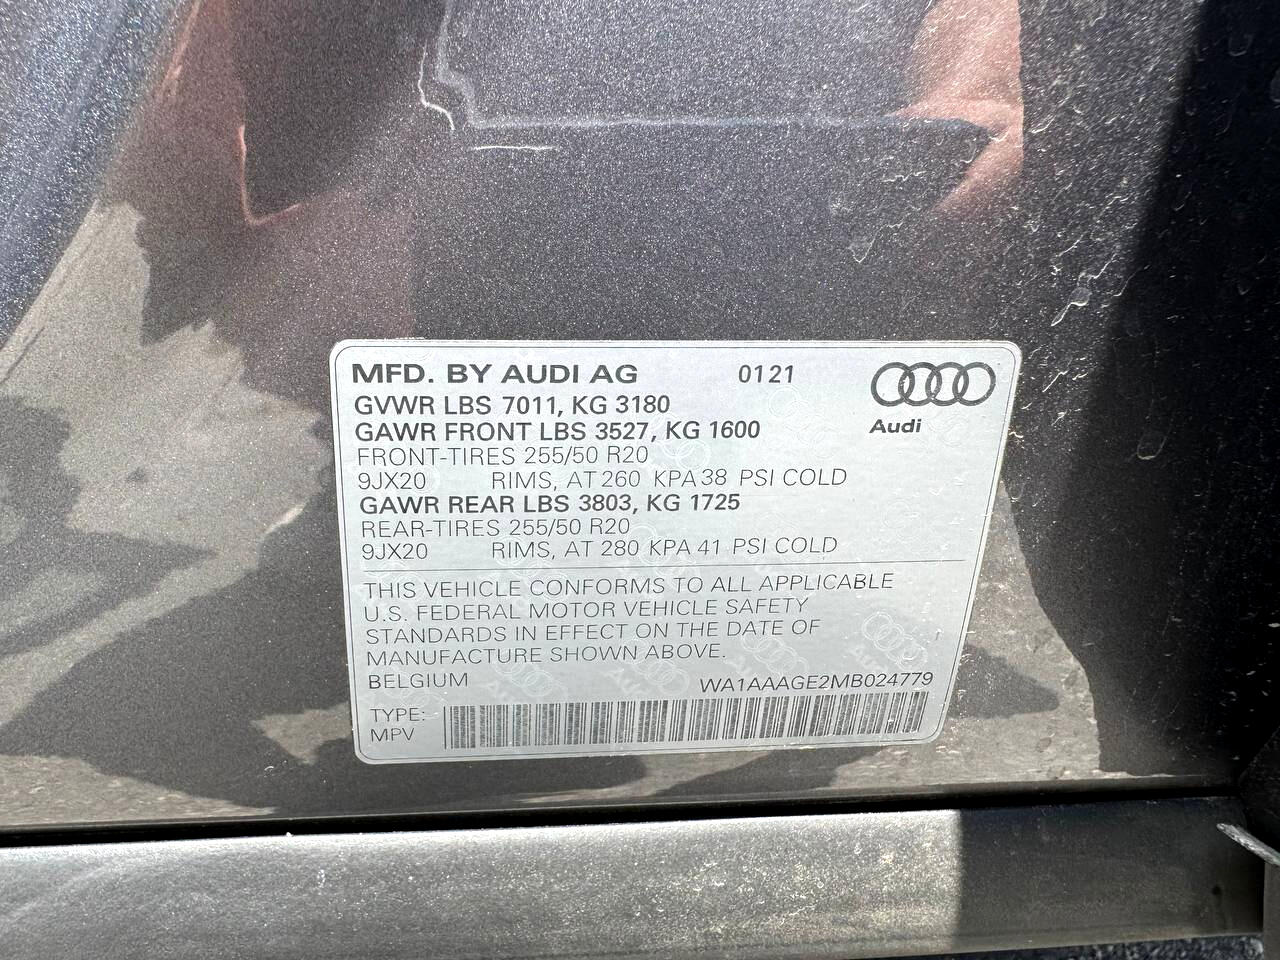 MFD. BY AUDI AG 0121
GVWR LBS 7011, KG 3180
GAWR FRONT LBS 3527, KG 1600
Audi
FRONT-TIRES 255/50 R20
9JX20 RIMS, AT 260 KPA 38 PSI COLD
GAWR REAR LBS 3803, KG 1725
REAR-TIRES 255/50 R20
9JX20 RIMS, AT 280 KPA 41 PSI COLD
THIS VEHICLE CONFORMS TO ALL APPLICABLE
U.S. FEDERAL MOTOR VEHICLE SAFETY
STANDARDS IN EFFECT ON THE DATE OF
MANUFACTURE SHOWN ABOVE.
BELGIUM WA1AAAGE2MB024779
TYPE:
MPV